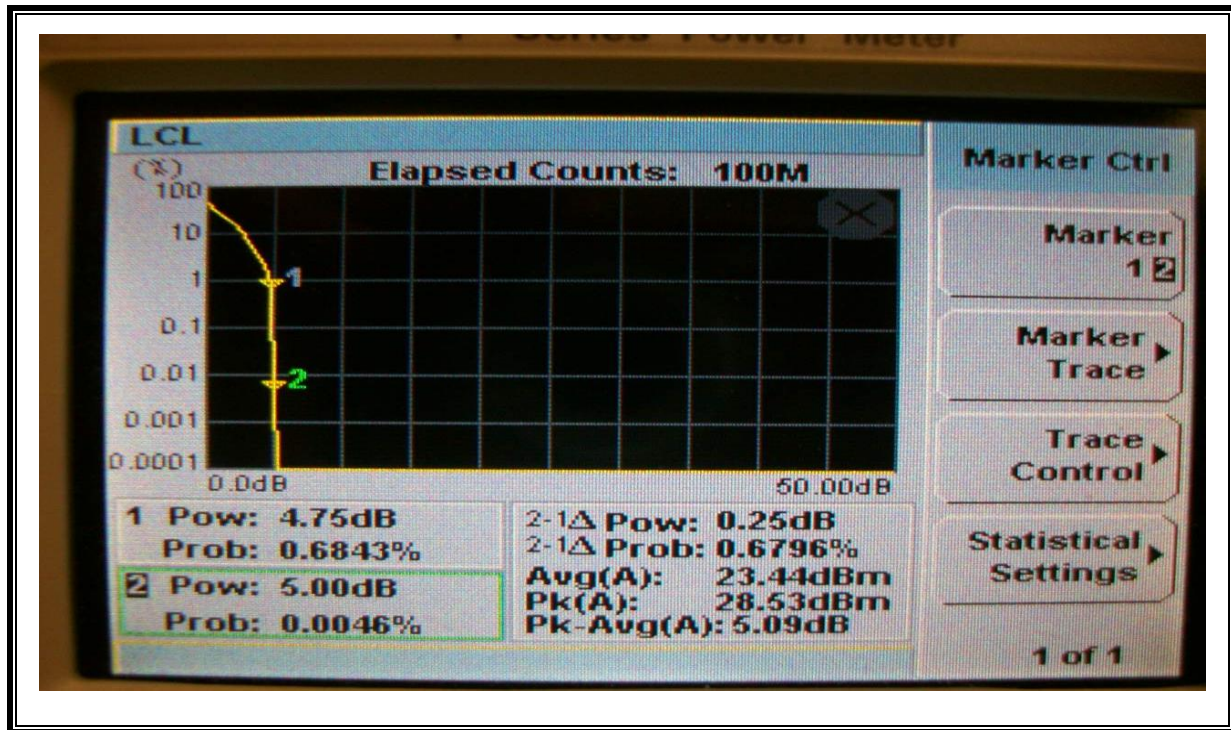 Series Power Meter
LCL
(%)
Elapsed Counts: 100M
100
10
1
0.1
0.01
0.001
0.0001
1
2
0.0dB
50.00dB
1 Pow: 4.75dB
Prob: 0.6843%
2 Pow: 5.00dB
Prob: 0.0046%
2-1Δ Pow: 0.25dB
2-1Δ Prob: 0.6796%
Avg(A): 23.44dBm
Pk(A): 28.53dBm
Pk-Avg(A): 5.09dB
Marker Ctrl
Marker
1 2
Marker
Trace
Trace
Control
Statistical
Settings
1 of 1